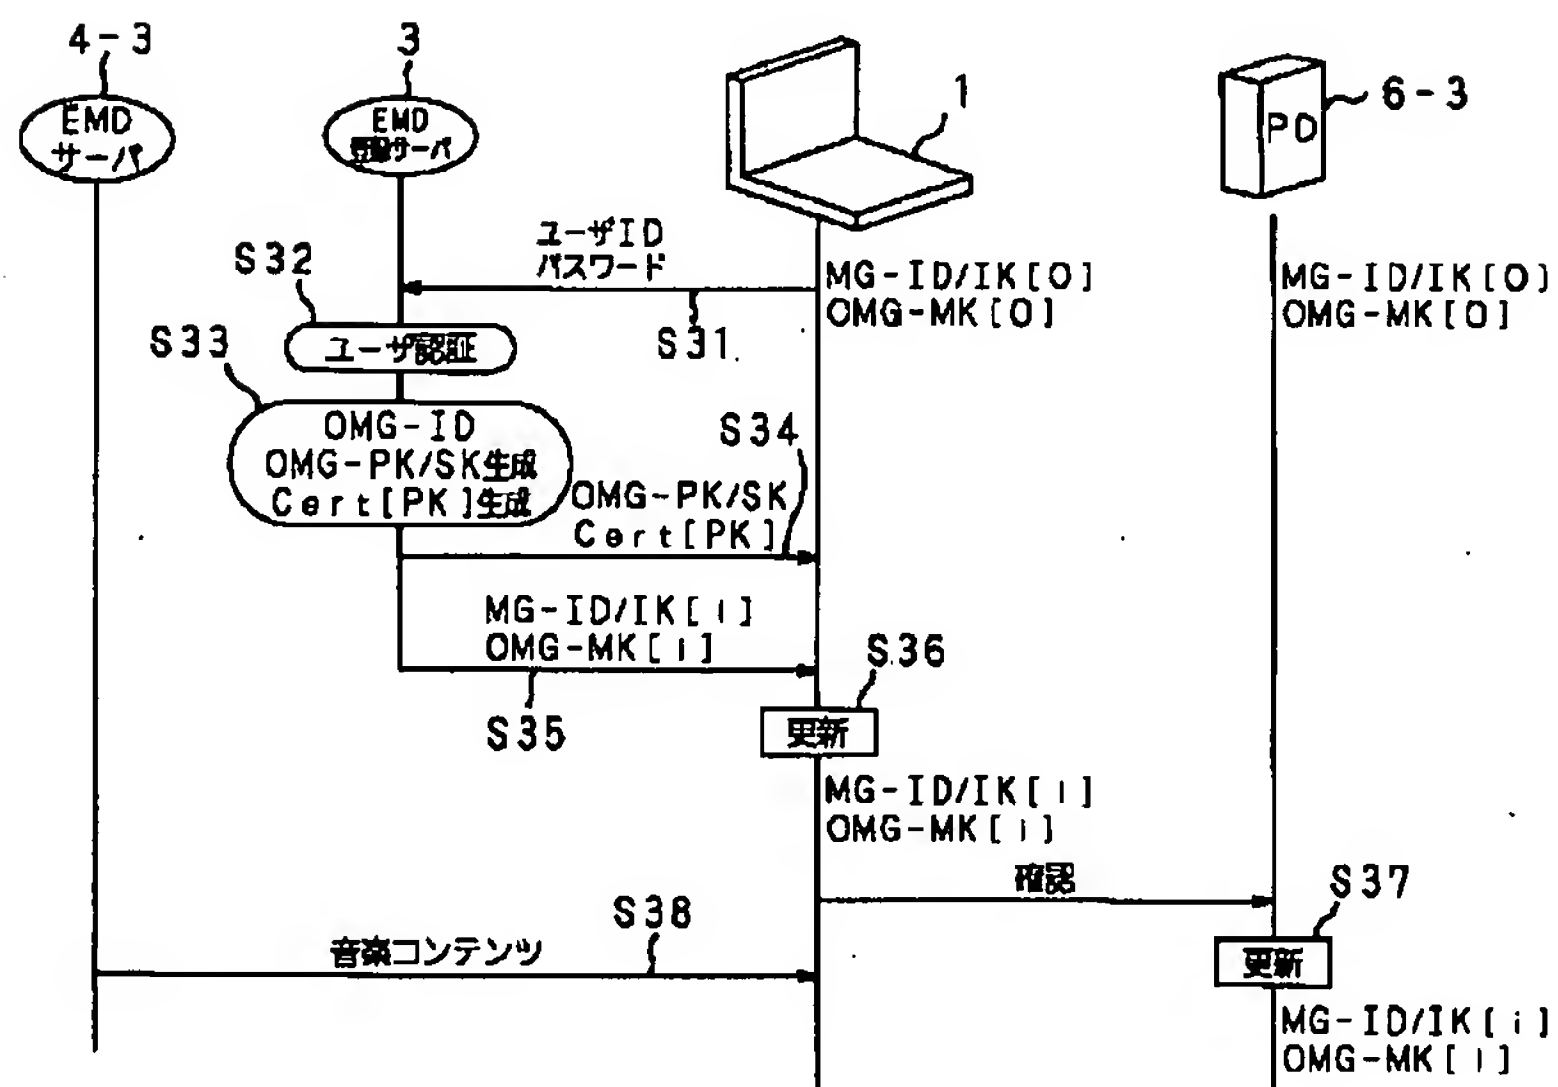 4-3
3
1
6-3
EMD
サーバ
EMD
登録サーバ
PD
ユーザID
パスワード
S31
MG-ID/IK[0]
OMG-MK[0]
MG-ID/IK[0]
OMG-MK[0]
S32
ユーザ認証
S33
OMG-ID
OMG-PK/SK生成
Cert[PK]生成
S34
OMG-PK/SK
Cert[PK]
MG-ID/IK[i]
OMG-MK[i]
S35
S36
更新
MG-ID/IK[i]
OMG-MK[i]
確認
S37
更新
S38
音楽コンテンツ
MG-ID/IK[i]
OMG-MK[i]